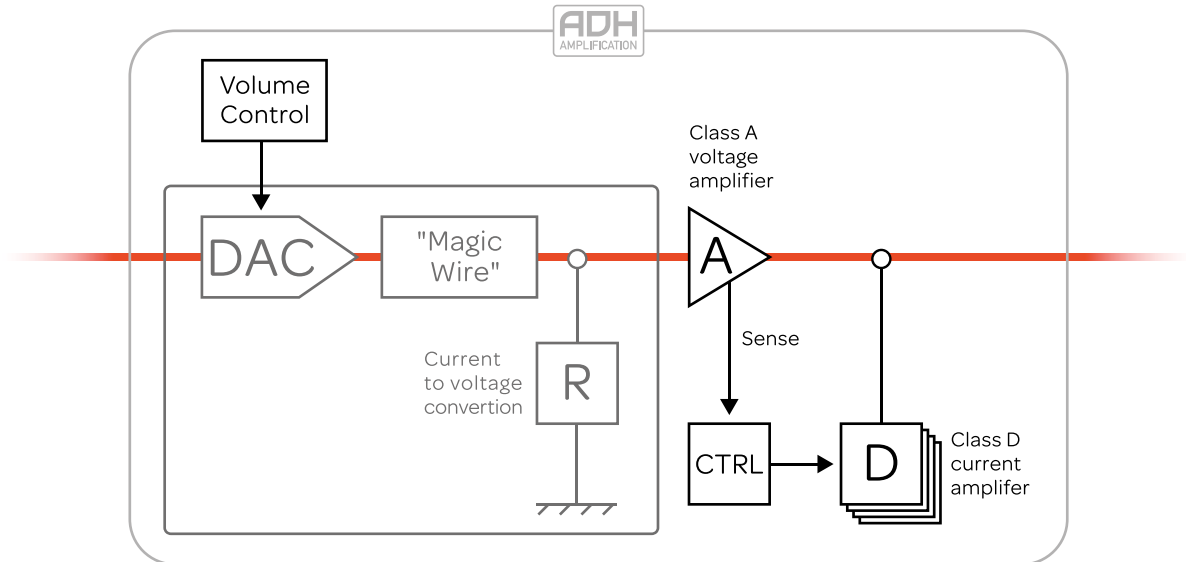 ADH
AMPLIFICATION
Volume
Control
Class A
voltage
amplifier
DAC
"Magic
Wire"
A
Sense
Current
to voltage
convertion
R
CTRL
D
Class D
current
amplifer